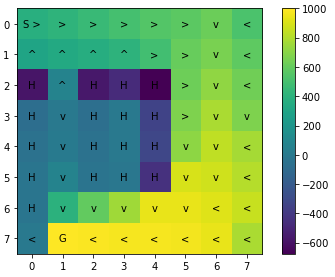 0 S > > > > > > v < 1000
1 ^ ^ ^ ^ > > v < 800
2 H ^ H H H > v < 600
3 H v H H H > v v 400
4 H v H H H v v < 200
5 H v H H H v v < 0
6 H v v v v v < < −200
7 < G < < < < < < −400
0 1 2 3 4 5 6 7 −600